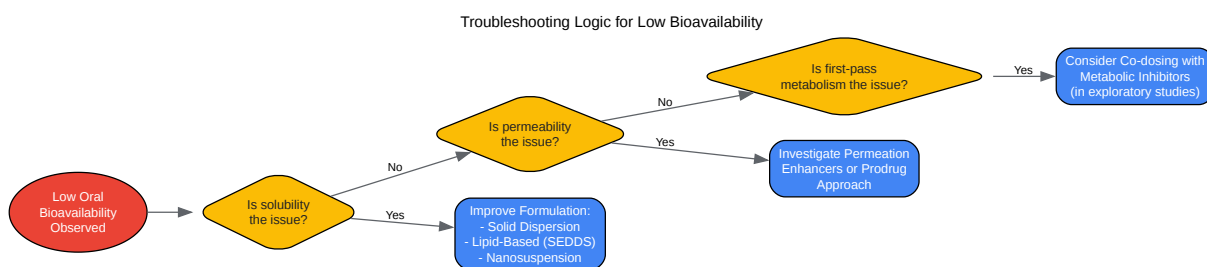 Troubleshooting Logic for Low Bioavailability
Low Oral
Bioavailability
Observed
Is solubility
the issue?
No
Yes
Improve Formulation:
- Solid Dispersion
- Lipid-Based (SEDDS)
- Nanosuspension
Is permeability
the issue?
No
Yes
Investigate Permeation
Enhancers or Prodrug
Approach
Is first-pass
metabolism the issue?
Yes
Consider Co-dosing with
Metabolic Inhibitors
(in exploratory studies)